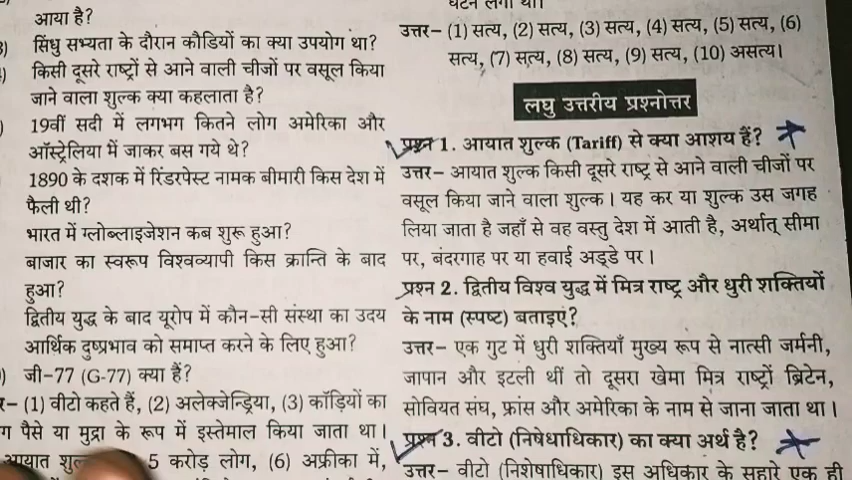 आया है?
सिंधु सभ्यता के दौरान कौडियों का क्या उपयोग था?
किसी दूसरे राष्ट्रों से आने वाली चीजों पर वसूल किया
जाने वाला शुल्क क्या कहलाता है?
19वीं सदी में लगभग कितने लोग अमेरिका और
ऑस्ट्रेलिया में जाकर बस गये थे?
1890 के दशक में रिंडरपेस्ट नामक बीमारी किस देश में
फैली थी?
भारत में ग्लोब्लाइजेशन कब शुरू हुआ?
बाजार का स्वरूप विश्वव्यापी किस क्रान्ति के बाद
हुआ?
द्वितीय युद्ध के बाद यूरोप में कौन-सी संस्था का उदय
आर्थिक दुष्प्रभाव को समाप्त करने के लिए हुआ?
जी-77 (G-77) क्या हैं?
(1) वीटो कहते हैं, (2) अलेक्जेन्ड्रिया, (3) कॉड़ियों का
पैसे या मुद्रा के रूप में इस्तेमाल किया जाता था।
5 करोड़ लोग, (6) अफ्रीका में,
घटने लगी थी।
उत्तर– (1) सत्य, (2) सत्य, (3) सत्य, (4) सत्य, (5) सत्य, (6)
सत्य, (7) सत्य, (8) सत्य, (9) सत्य, (10) असत्य।
लघु उत्तरीय प्रश्नोत्तर
प्रश्न 1. आयात शुल्क (Tariff) से क्या आशय हैं?
उत्तर– आयात शुल्क किसी दूसरे राष्ट्र से आने वाली चीजों पर
वसूल किया जाने वाला शुल्क। यह कर या शुल्क उस जगह
लिया जाता है जहाँ से वह वस्तु देश में आती है, अर्थात् सीमा
पर, बंदरगाह पर या हवाई अड्डे पर।
प्रश्न 2. द्वितीय विश्व युद्ध में मित्र राष्ट्र और धुरी शक्तियों
के नाम (स्पष्ट) बताइएं?
उत्तर– एक गुट में धुरी शक्तियाँ मुख्य रूप से नात्सी जर्मनी,
जापान और इटली थीं तो दूसरा खेमा मित्र राष्ट्रों ब्रिटेन,
सोवियत संघ, फ्रांस और अमेरिका के नाम से जाना जाता था।
प्रश्न 3. वीटो (निषेधाधिकार) का क्या अर्थ है?
उत्तर– वीटो (निशेषाधिकार) इस अधिकार के सहारे एक ही